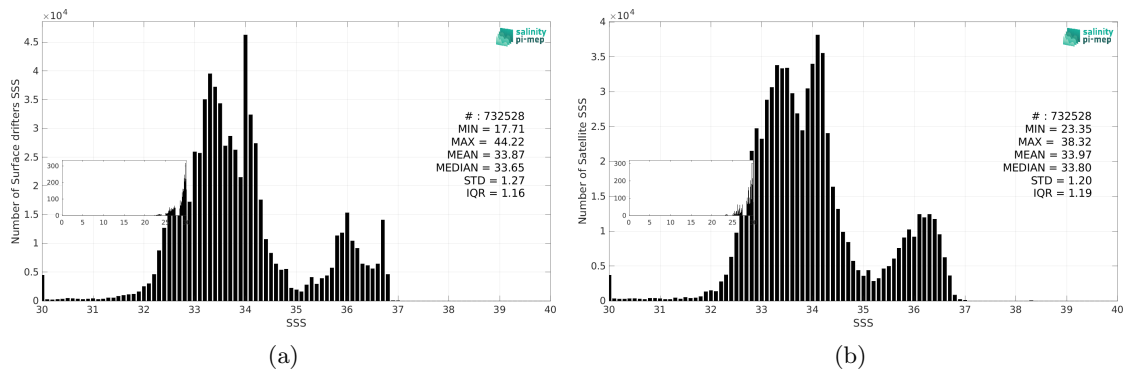 ×10⁴
salinity
pi-mep
4.5
4
3.5
3
2.5
2
1.5
1
0.5
0
Number of Surface drifters SSS
# : 732528
MIN = 17.71
MAX = 44.22
MEAN = 33.87
MEDIAN = 33.65
STD = 1.27
IQR = 1.16
300
200
100
0
0 5 10 15 20 25
30 31 32 33 34 35 36 37 38 39 40
SSS
(a)
×10⁴
salinity
pi-mep
4
3.5
3
2.5
2
1.5
1
0.5
0
Number of Satellite SSS
# : 732528
MIN = 23.35
MAX = 38.32
MEAN = 33.97
MEDIAN = 33.80
STD = 1.20
IQR = 1.19
300
200
100
0
0 5 10 15 20 25
30 31 32 33 34 35 36 37 38 39 40
SSS
(b)